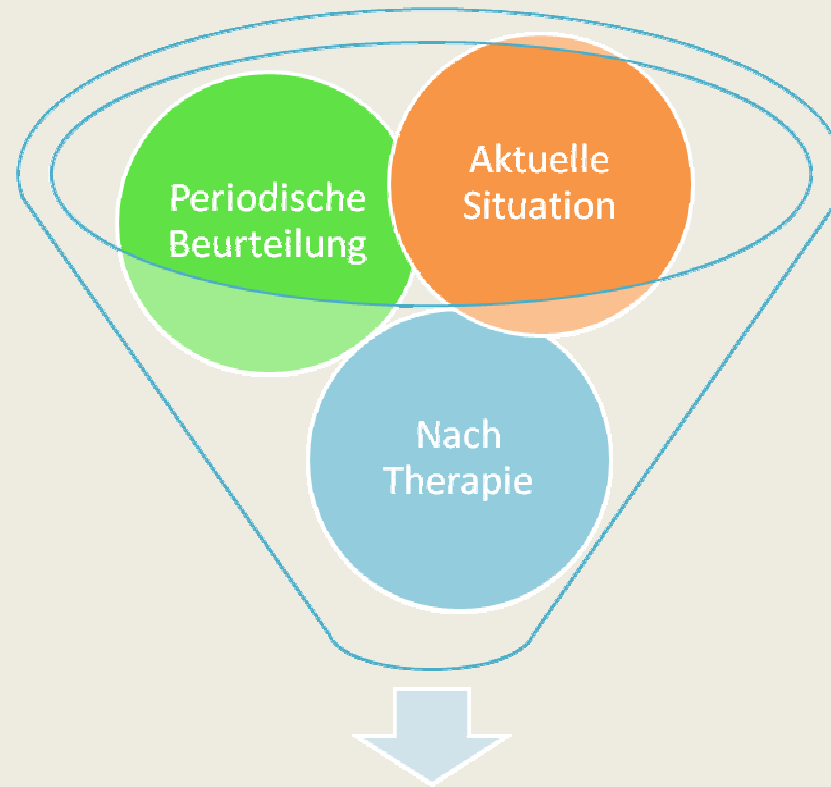 Periodische
Beurteilung
Aktuelle
Situation
Nach
Therapie